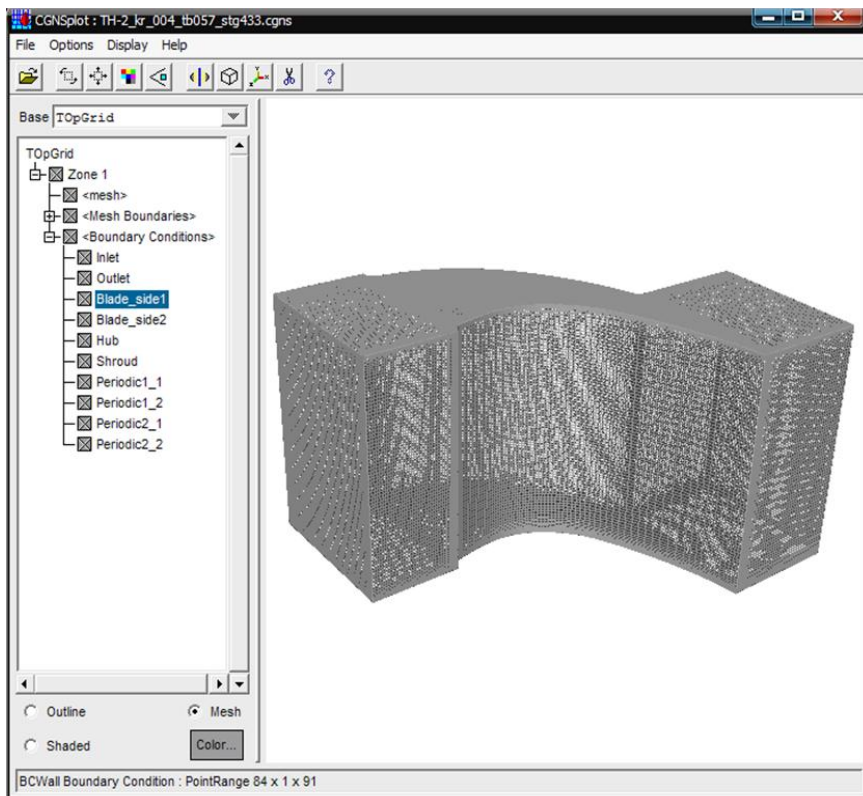 CGNSplot : TH-2_kr_004_tb057_stg433.cgns
File Options Display Help
?
Base TOpGrid
TOpGrid
Zone 1
<mesh>
<Mesh Boundaries>
<Boundary Conditions>
Inlet
Outlet
Blade_side1
Blade_side2
Hub
Shroud
Periodic1_1
Periodic1_2
Periodic2_1
Periodic2_2
Outline Mesh
Shaded Color...
BCWall Boundary Condition : PointRange 84 x 1 x 91